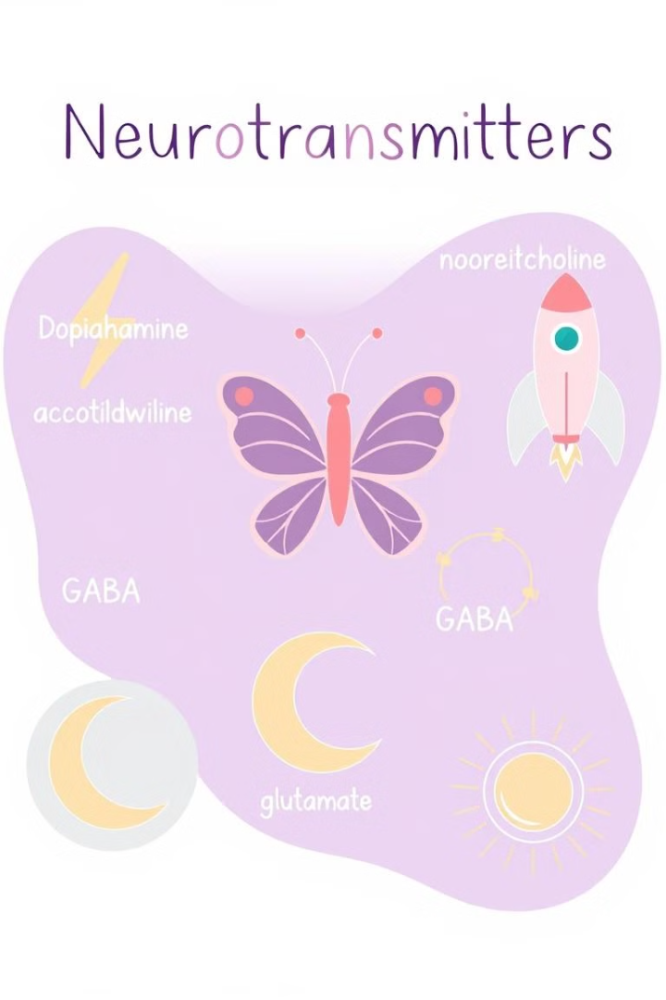 Neurotransmitters
nooreitcholine
Dopiahamine
accotildwiline
GABA
GABA
glutamate